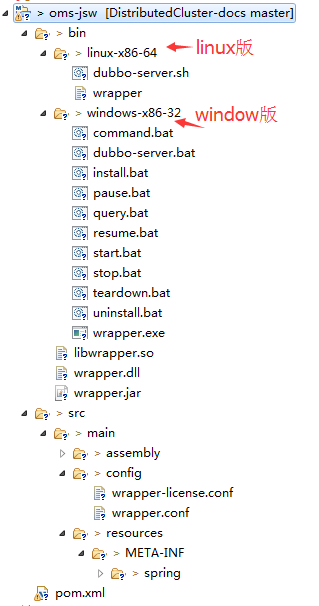 > oms-jsw [DistributedCluster-docs master]
> bin
> linux-x86-64 linux版
dubbo-server.sh
> wrapper
> windows-x86-32 window版
command.bat
dubbo-server.bat
install.bat
pause.bat
query.bat
resume.bat
start.bat
stop.bat
teardown.bat
uninstall.bat
wrapper.exe
libwrapper.so
wrapper.dll
wrapper.jar
> src
> main
> assembly
> config
wrapper-license.conf
wrapper.conf
> resources
> META-INF
> spring
pom.xml